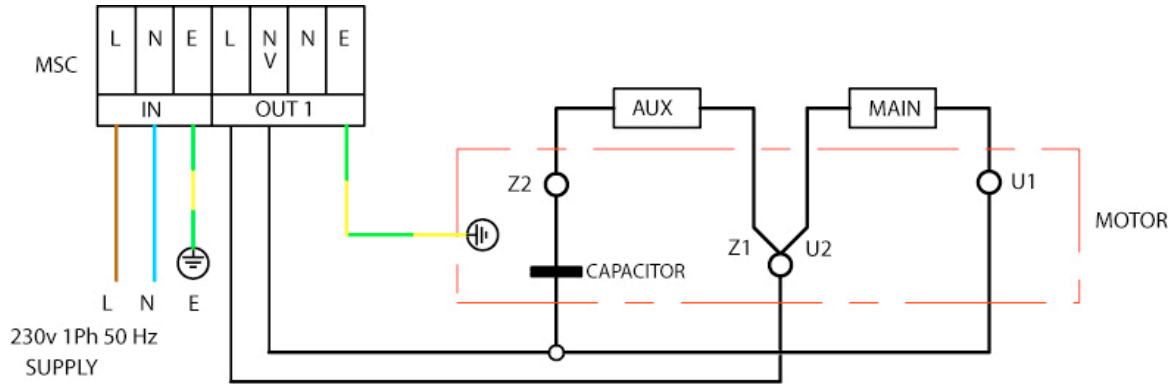 L N E L N V N E
MSC
IN OUT 1
AUX MAIN
Z2 U1
MOTOR
Z1 U2
CAPACITOR
L N E
230v 1Ph 50 Hz
SUPPLY